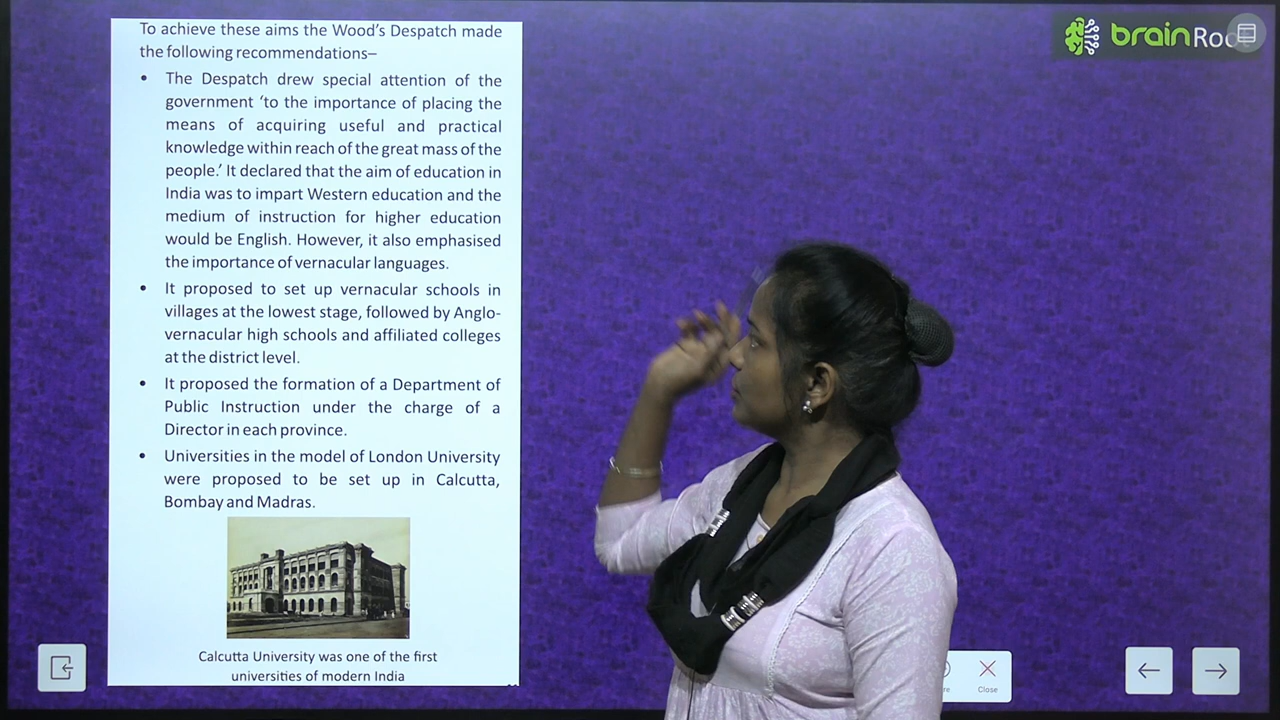 To achieve these aims the Wood's Despatch made
the following recommendations–
• The Despatch drew special attention of the
government 'to the importance of placing the
means of acquiring useful and practical
knowledge within reach of the great mass of the
people.' It declared that the aim of education in
India was to impart Western education and the
medium of instruction for higher education
would be English. However, it also emphasised
the importance of vernacular languages.
• It proposed to set up vernacular schools in
villages at the lowest stage, followed by Anglo-
vernacular high schools and affiliated colleges
at the district level.
• It proposed the formation of a Department of
Public Instruction under the charge of a
Director in each province.
• Universities in the model of London University
were proposed to be set up in Calcutta,
Bombay and Madras.
Calcutta University was one of the first
universities of modern India
brain
Close